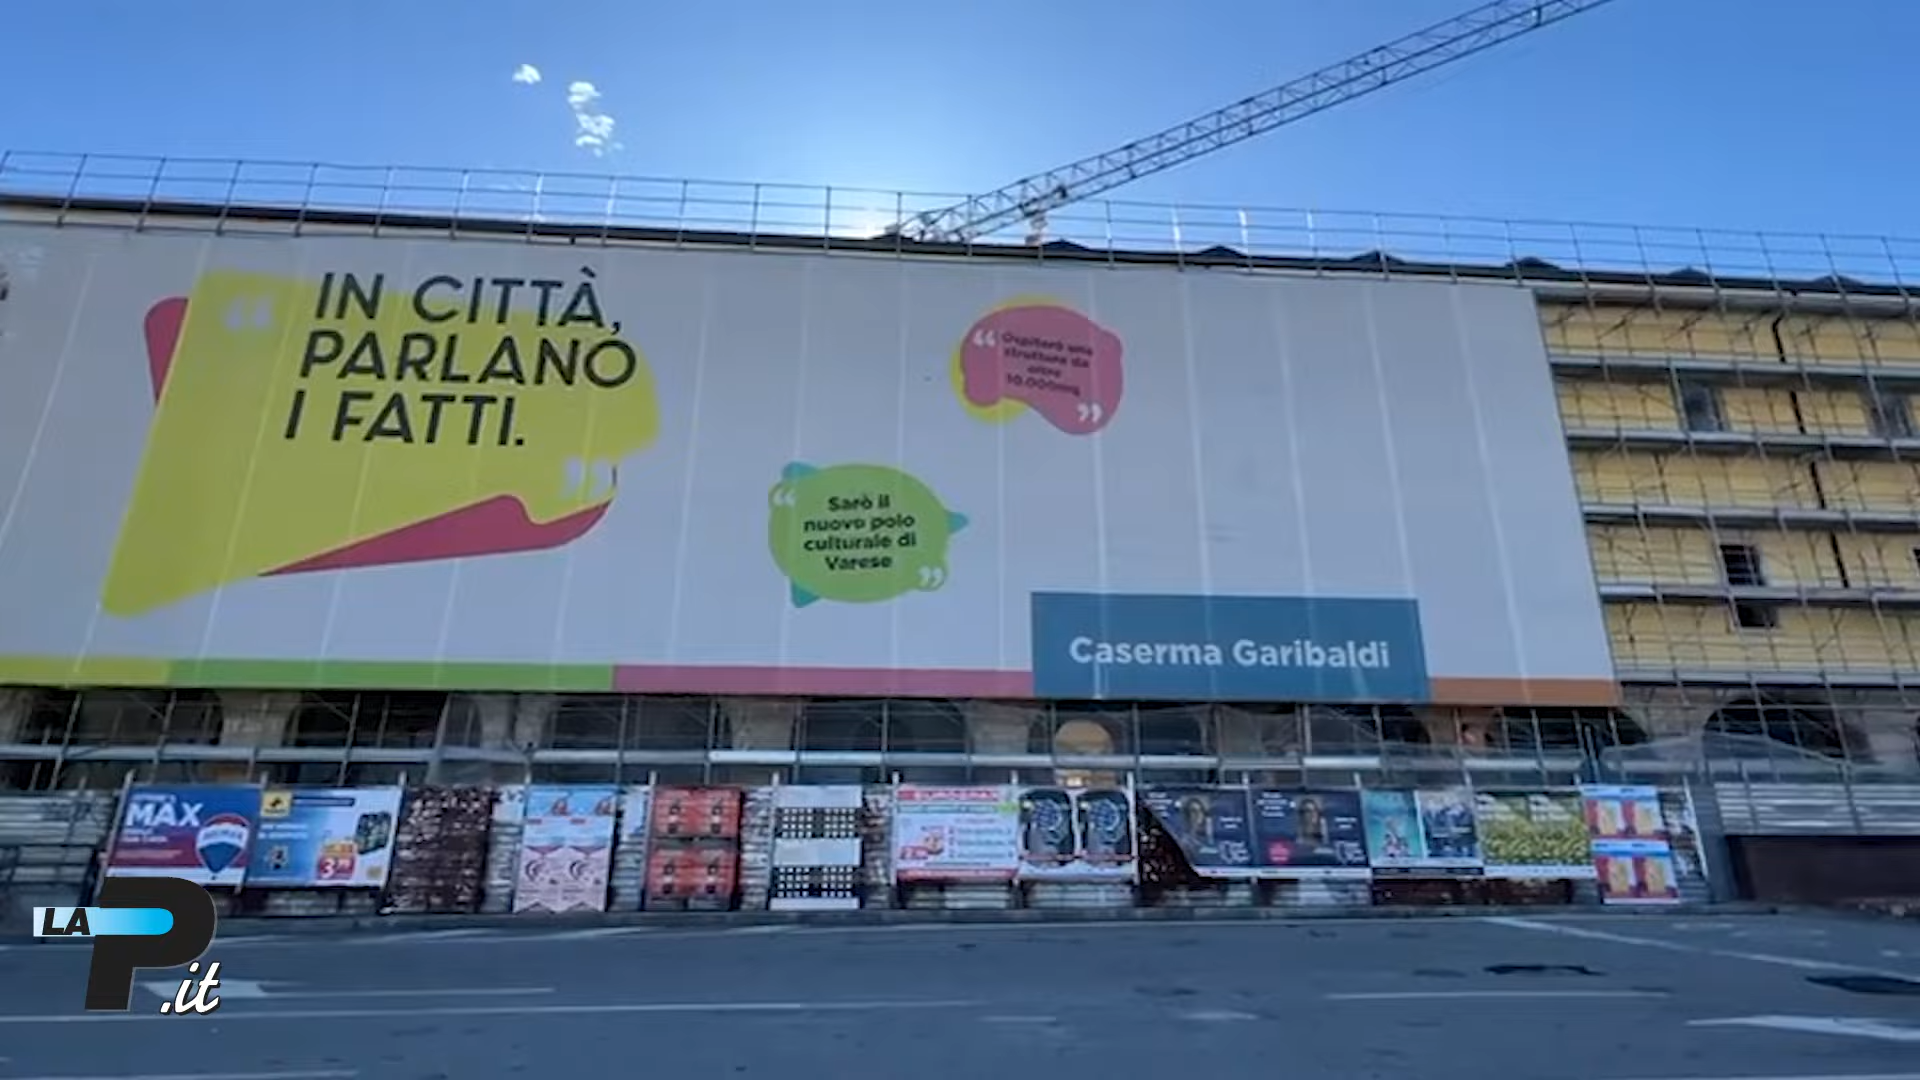 IN CITTÀ,
PARLANO
I FATTI.
Ospiterò una
struttura da
oltre
10.000mq
Sarò il
nuovo polo
culturale di
Varese
Caserma Garibaldi
MAX
LA P.it